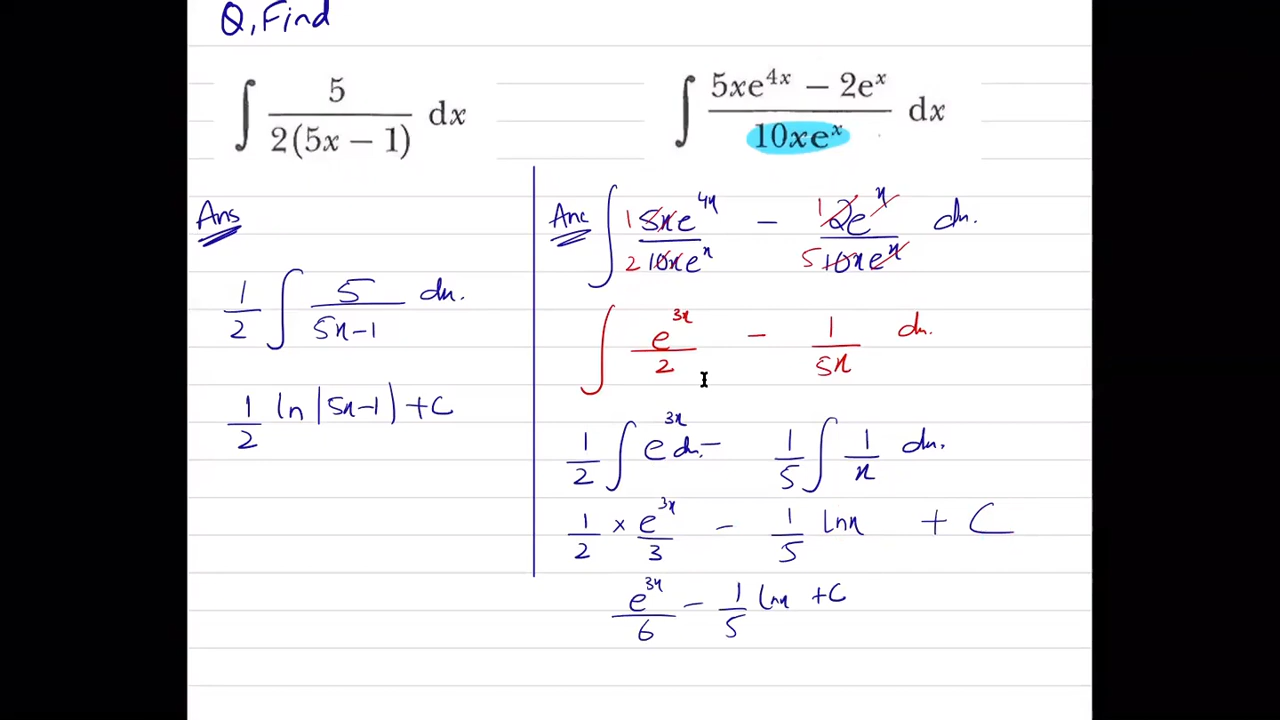 Q, Find
∫ 5 / 2(5x − 1) dx
Ans
1/2 ∫ 5 / 5x−1 dx.
1/2 ln |5x−1| + C
∫ 5xe^4x − 2e^x / 10xe^x dx
Ans ∫ 1 5xe^4x / 2 10xe^x − 1 2e^x / 5 10xe^x dx.
∫ e^3x / 2 − 1 / 5x dx.
1/2 ∫ e^3x dx. − 1/5 ∫ 1/x dx.
1/2 × e^3x / 3 − 1/5 lnx + C
e^3x / 6 − 1/5 lnx + C